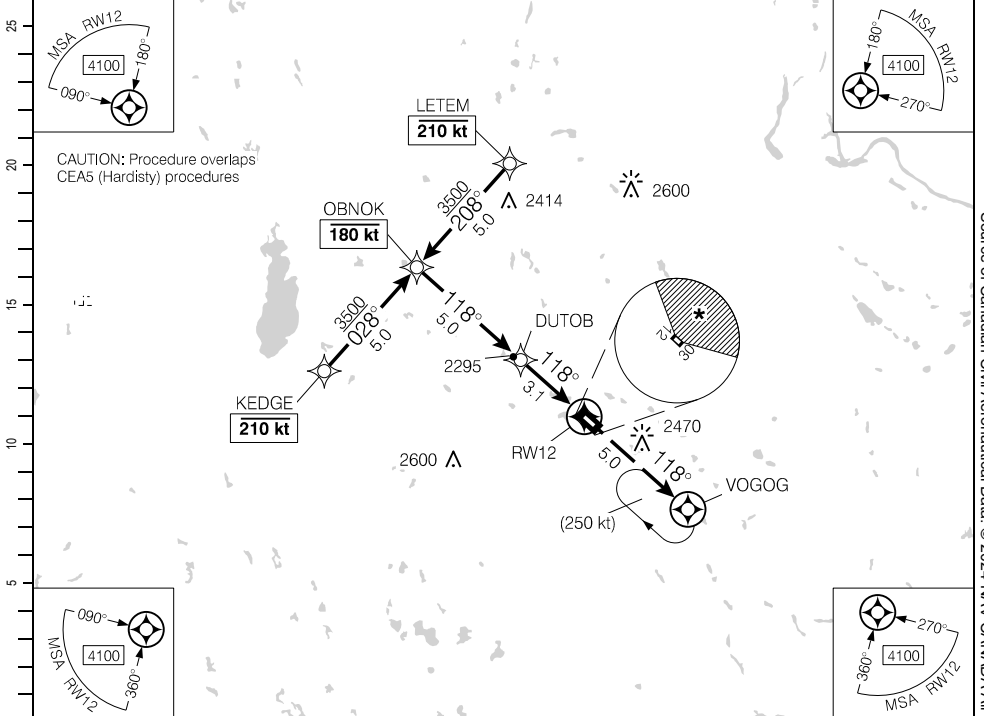 25
20
15
10
5
MSA RW12
4100
180°
090°
MSA RW12
4100
180°
270°
CAUTION: Procedure overlaps
CEA5 (Hardisty) procedures
LETEM
210 kt
2414
2600
3500
208°
5.0
OBNOK
180 kt
3500
028°
5.0
118°
5.0
DUTOB
2295
118°
3.1
*
12
30
KEDGE
210 kt
RW12
2470
2600
5.0
118°
VOGOG
(250 kt)
090°
MSA RW12
4100
360°
270°
4100
360°
MSA RW12